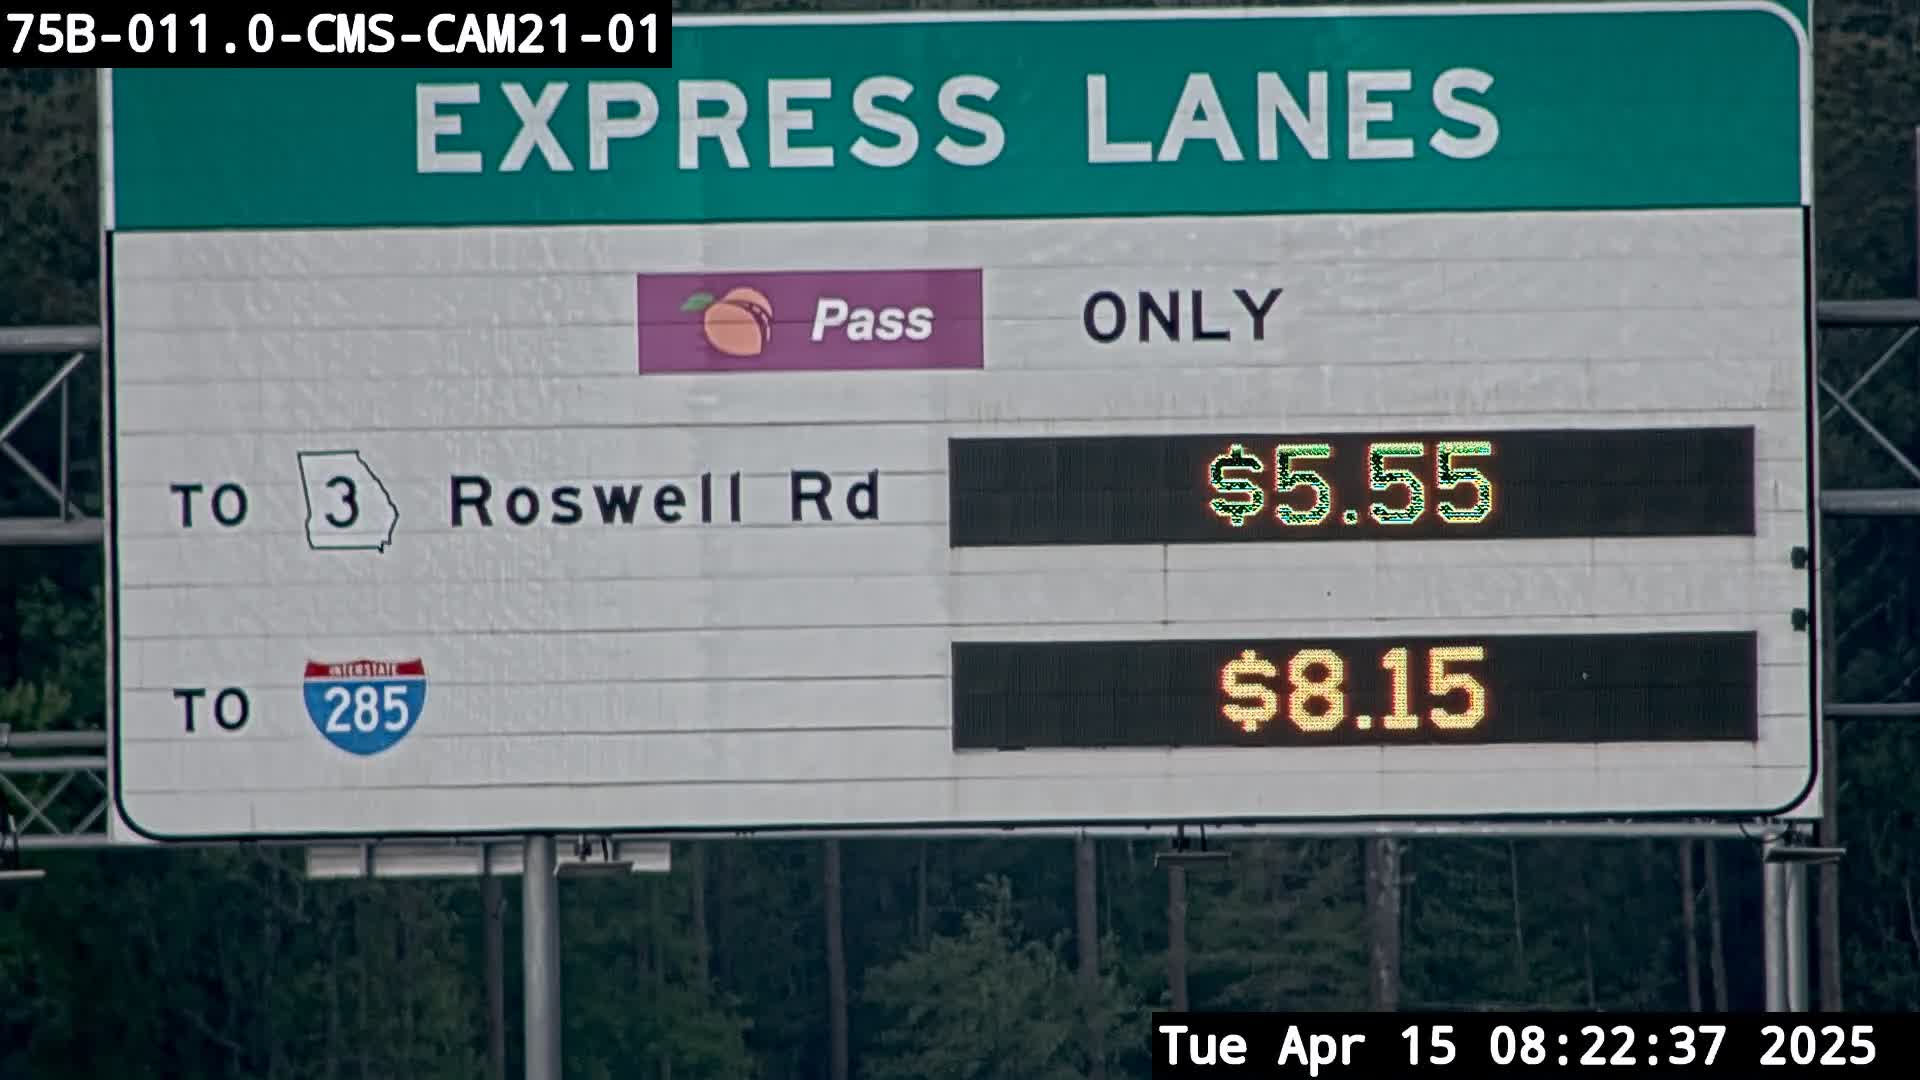 75B-011.0-CMS-CAM21-01
EXPRESS LANES
Pass ONLY
TO 3 Roswell Rd $5.55
TO INTERSTATE 285 $8.15
Tue Apr 15 08:22:37 2025